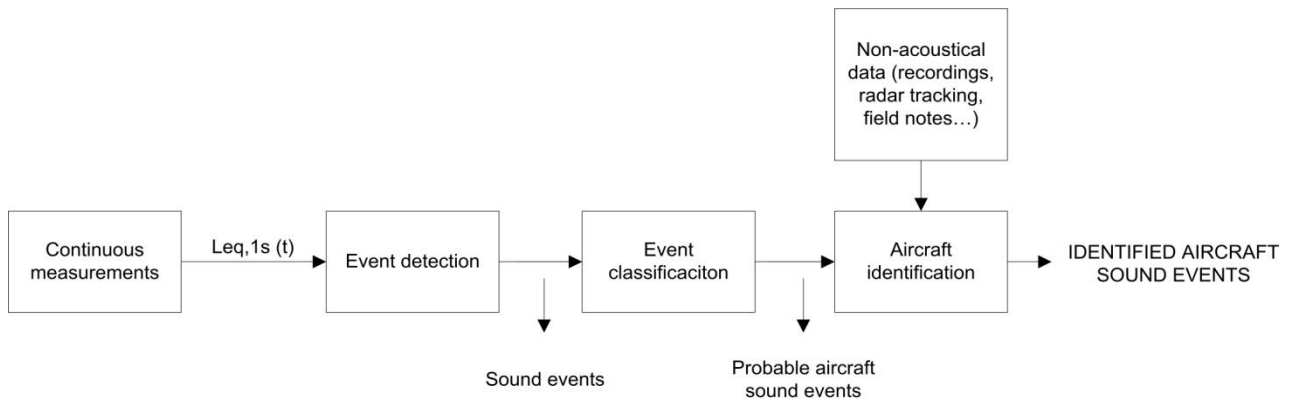 Non-acoustical
data (recordings,
radar tracking,
field notes…)
Continuous
measurements
Leq,1s (t)
Event detection
Event
classificaciton
Aircraft
identification
IDENTIFIED AIRCRAFT
SOUND EVENTS
Sound events
Probable aircraft
sound events